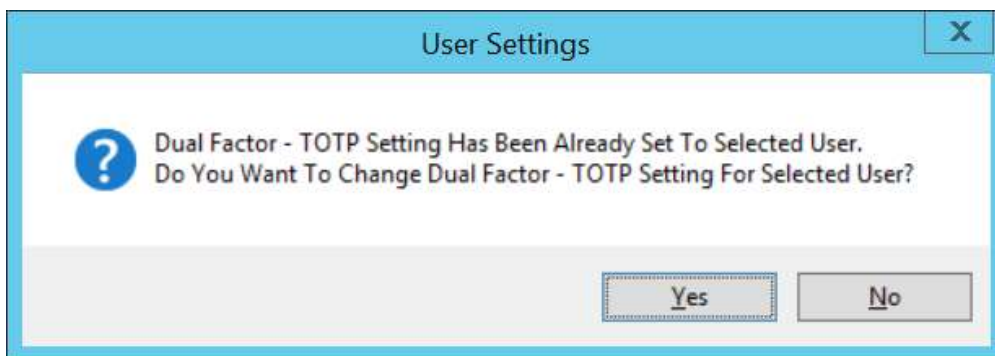 User Settings
X
?
Dual Factor - TOTP Setting Has Been Already Set To Selected User.
Do You Want To Change Dual Factor - TOTP Setting For Selected User?
Yes
No